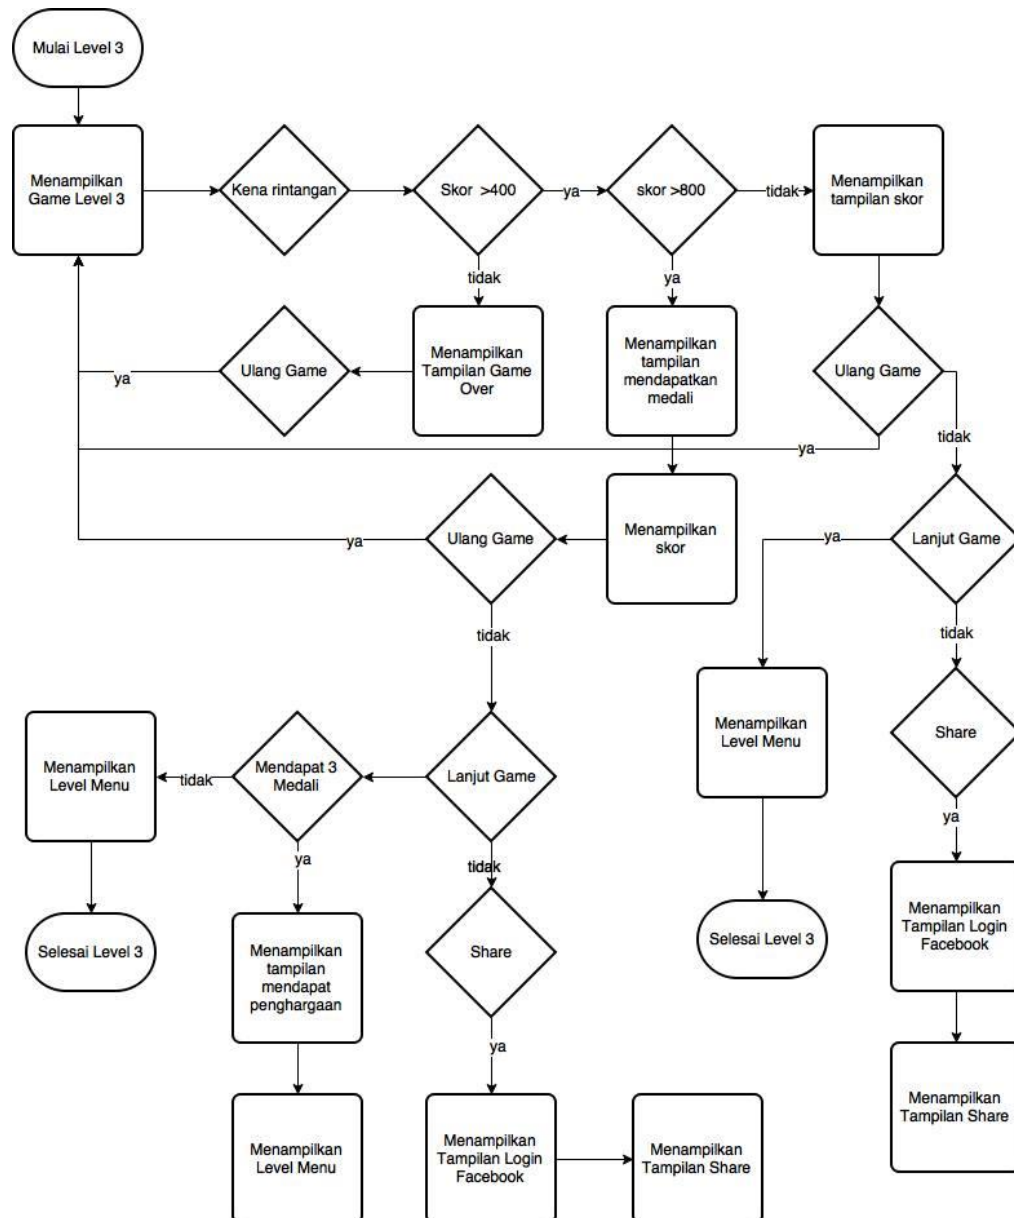 Mulai Level 3
Menampilkan
Game Level 3
Kena rintangan
Skor >400
ya
skor >800
tidak
Menampilkan
tampilan skor
tidak
ya
ya
Ulang Game
Menampilkan
Tampilan Game
Over
Menampilkan
tampilan
mendapatkan
medali
Ulang Game
tidak
ya
ya
Ulang Game
Menampilkan
skor
ya
Lanjut Game
tidak
tidak
Menampilkan
Level Menu
tidak
Mendapat 3
Medali
Lanjut Game
Menampilkan
Level Menu
Share
ya
ya
tidak
Selesai Level 3
Menampilkan
tampilan
mendapat
penghargaan
Share
Selesai Level 3
Menampilkan
Tampilan Login
Facebook
ya
Menampilkan
Level Menu
Menampilkan
Tampilan Login
Facebook
Menampilkan
Tampilan Share
Menampilkan
Tampilan Share